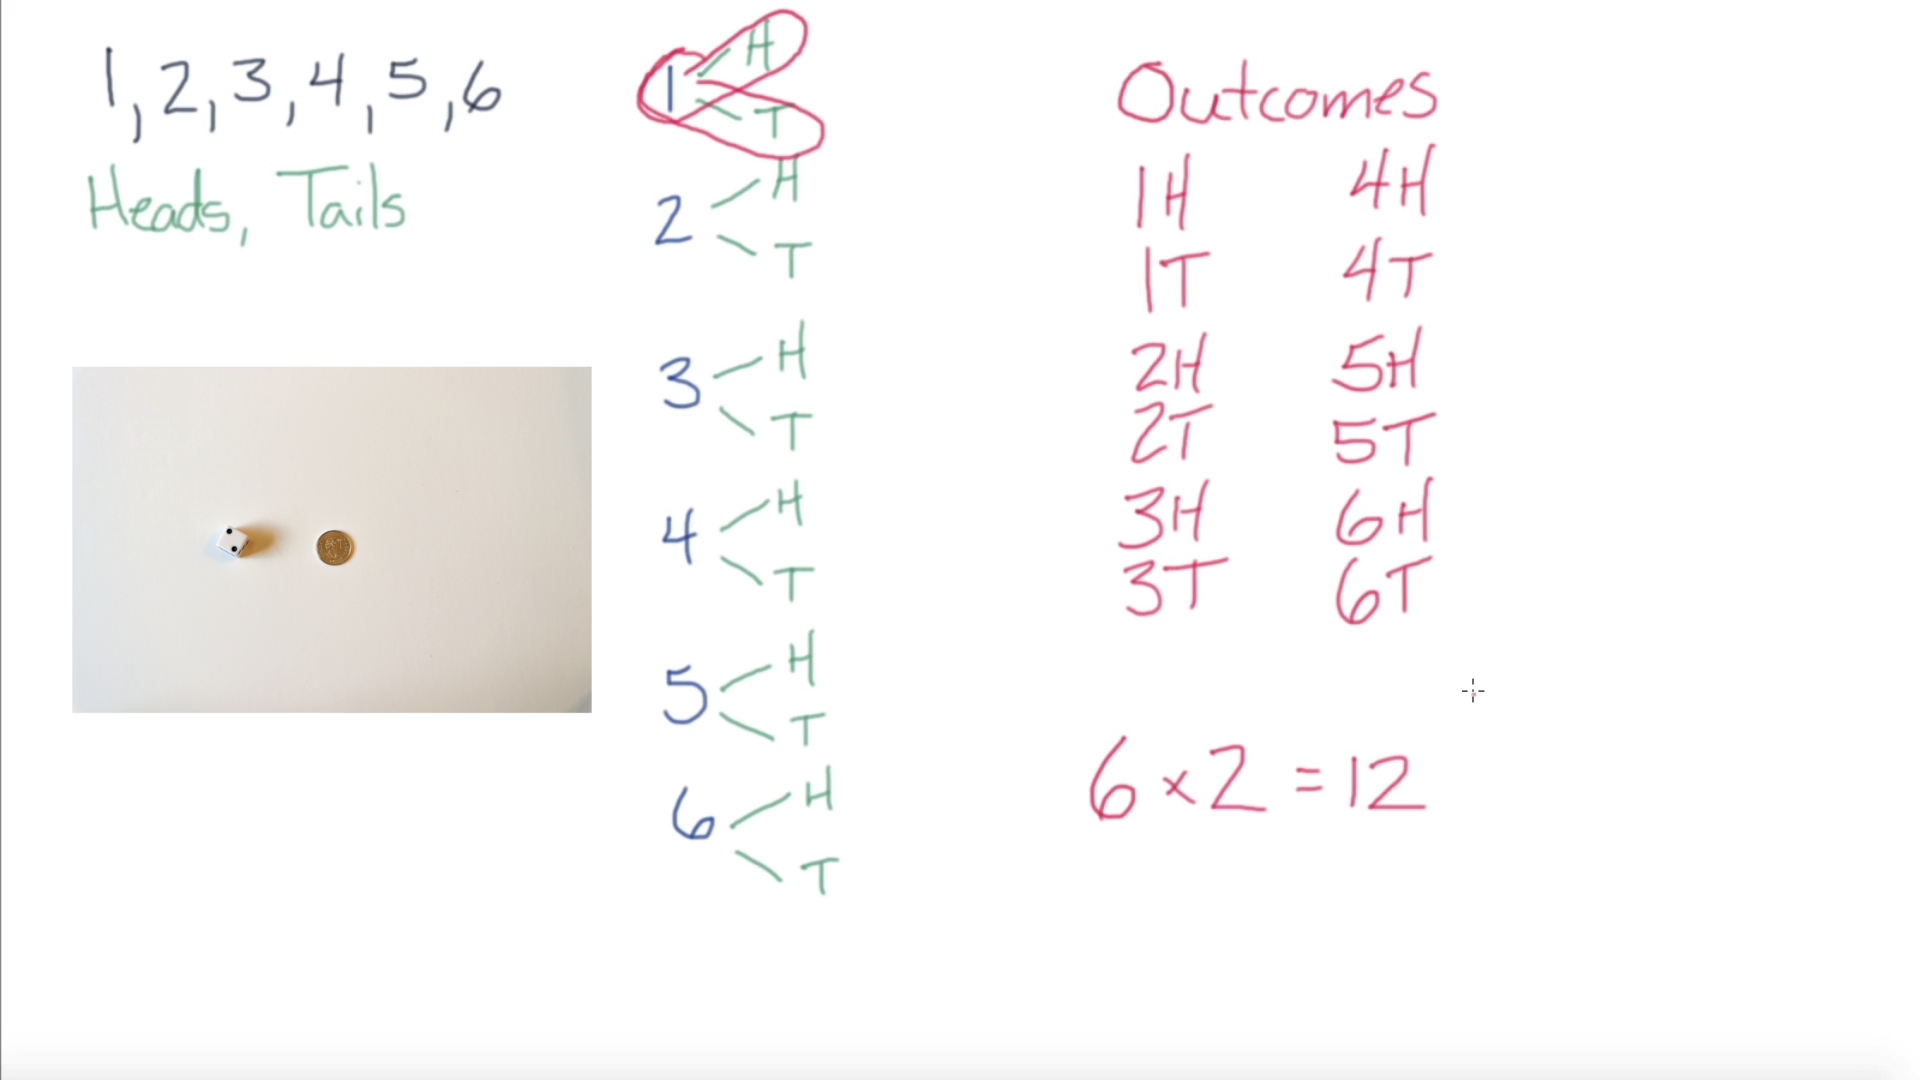 1, 2, 3, 4, 5, 6
Heads, Tails
1 H
T
2 H
T
3 H
T
4 H
T
5 H
T
6 H
T
Outcomes
1H 4H
1T 4T
2H 5H
2T 5T
3H 6H
3T 6T
6 x 2 = 12